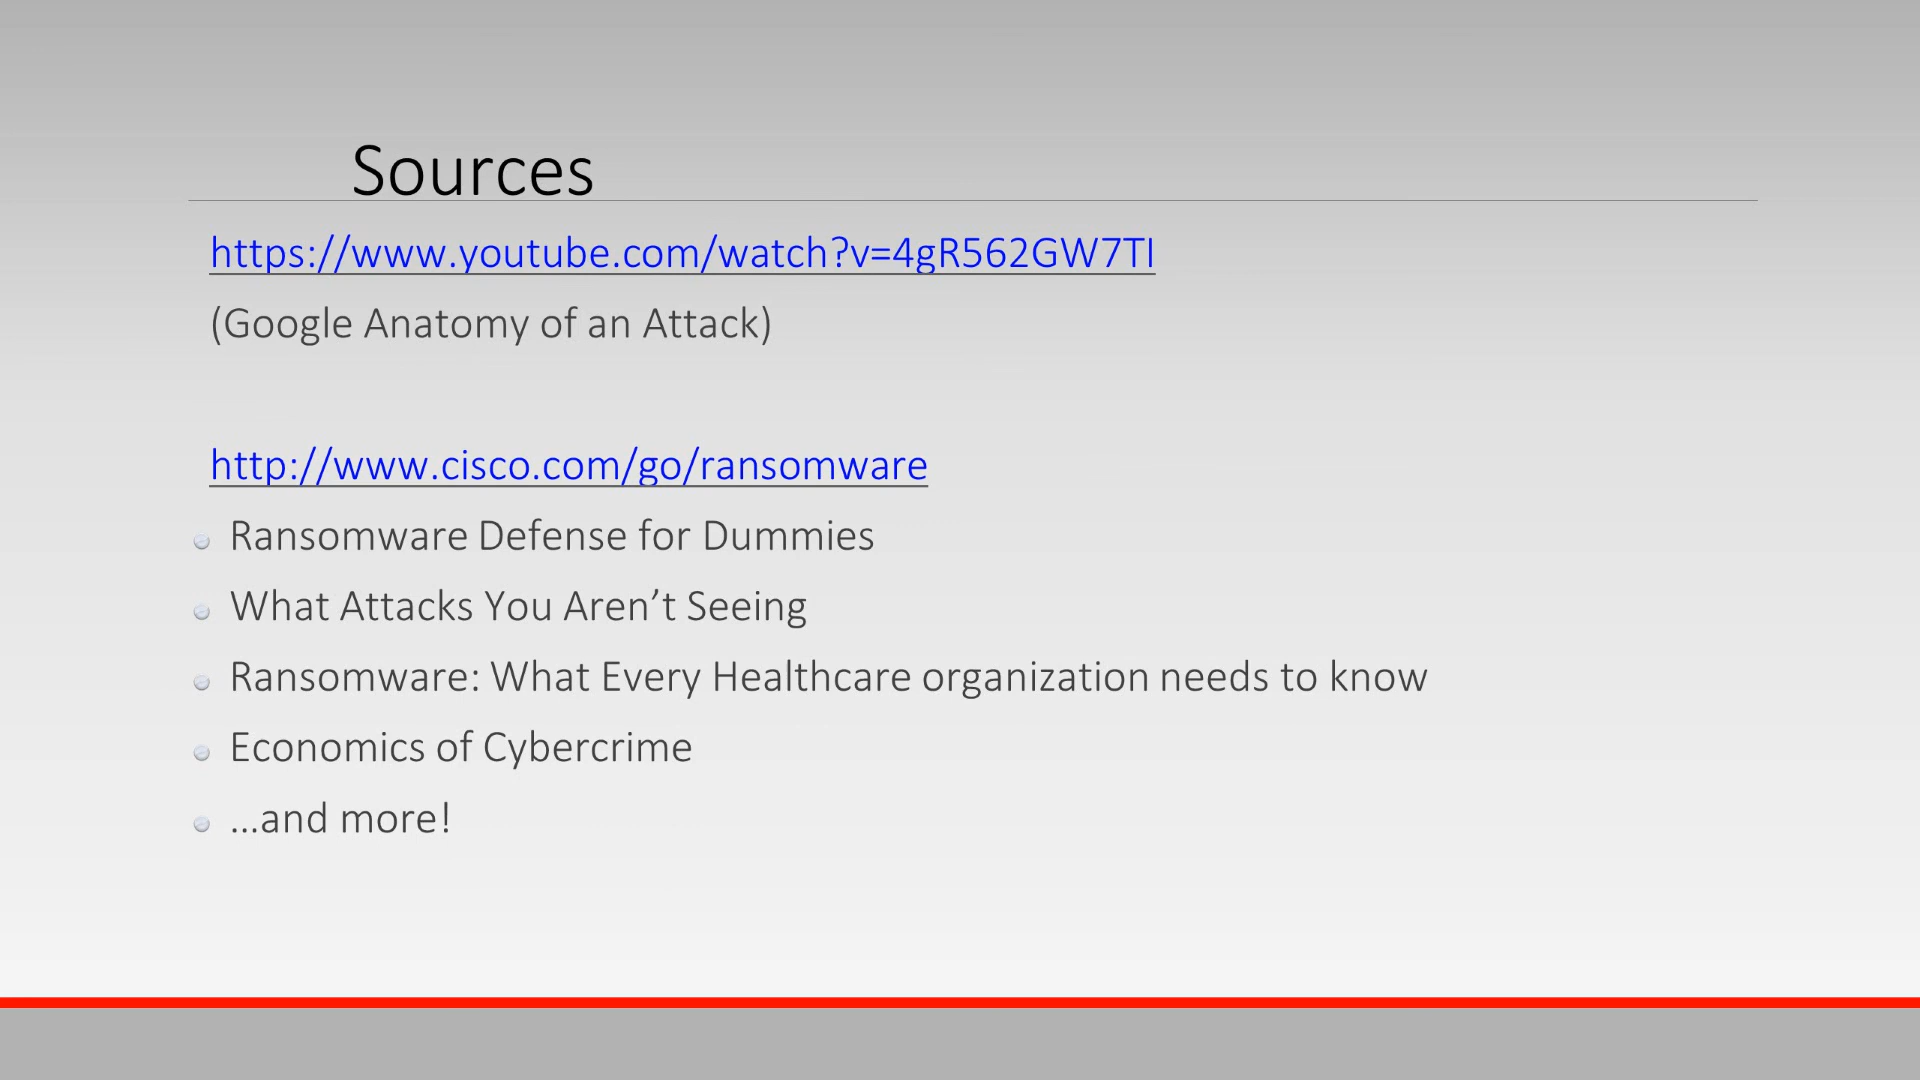 Sources
https://www.youtube.com/watch?v=4gR562GW7TI
(Google Anatomy of an Attack)
http://www.cisco.com/go/ransomware
Ransomware Defense for Dummies
What Attacks You Aren’t Seeing
Ransomware: What Every Healthcare organization needs to know
Economics of Cybercrime
…and more!